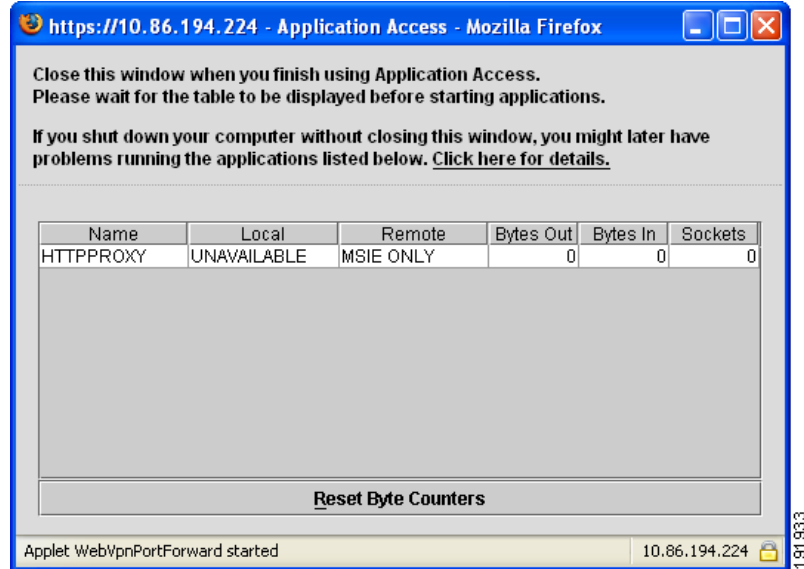 https://10.86.194.224 - Application Access - Mozilla Firefox
Close this window when you finish using Application Access.
Please wait for the table to be displayed before starting applications.
If you shut down your computer without closing this window, you might later have
problems running the applications listed below. Click here for details.
Name Local Remote Bytes Out Bytes In Sockets
HTTPPROXY UNAVAILABLE MSIE ONLY 0 0 0
Reset Byte Counters
Applet WebVpnPortForward started 10.86.194.224
191933